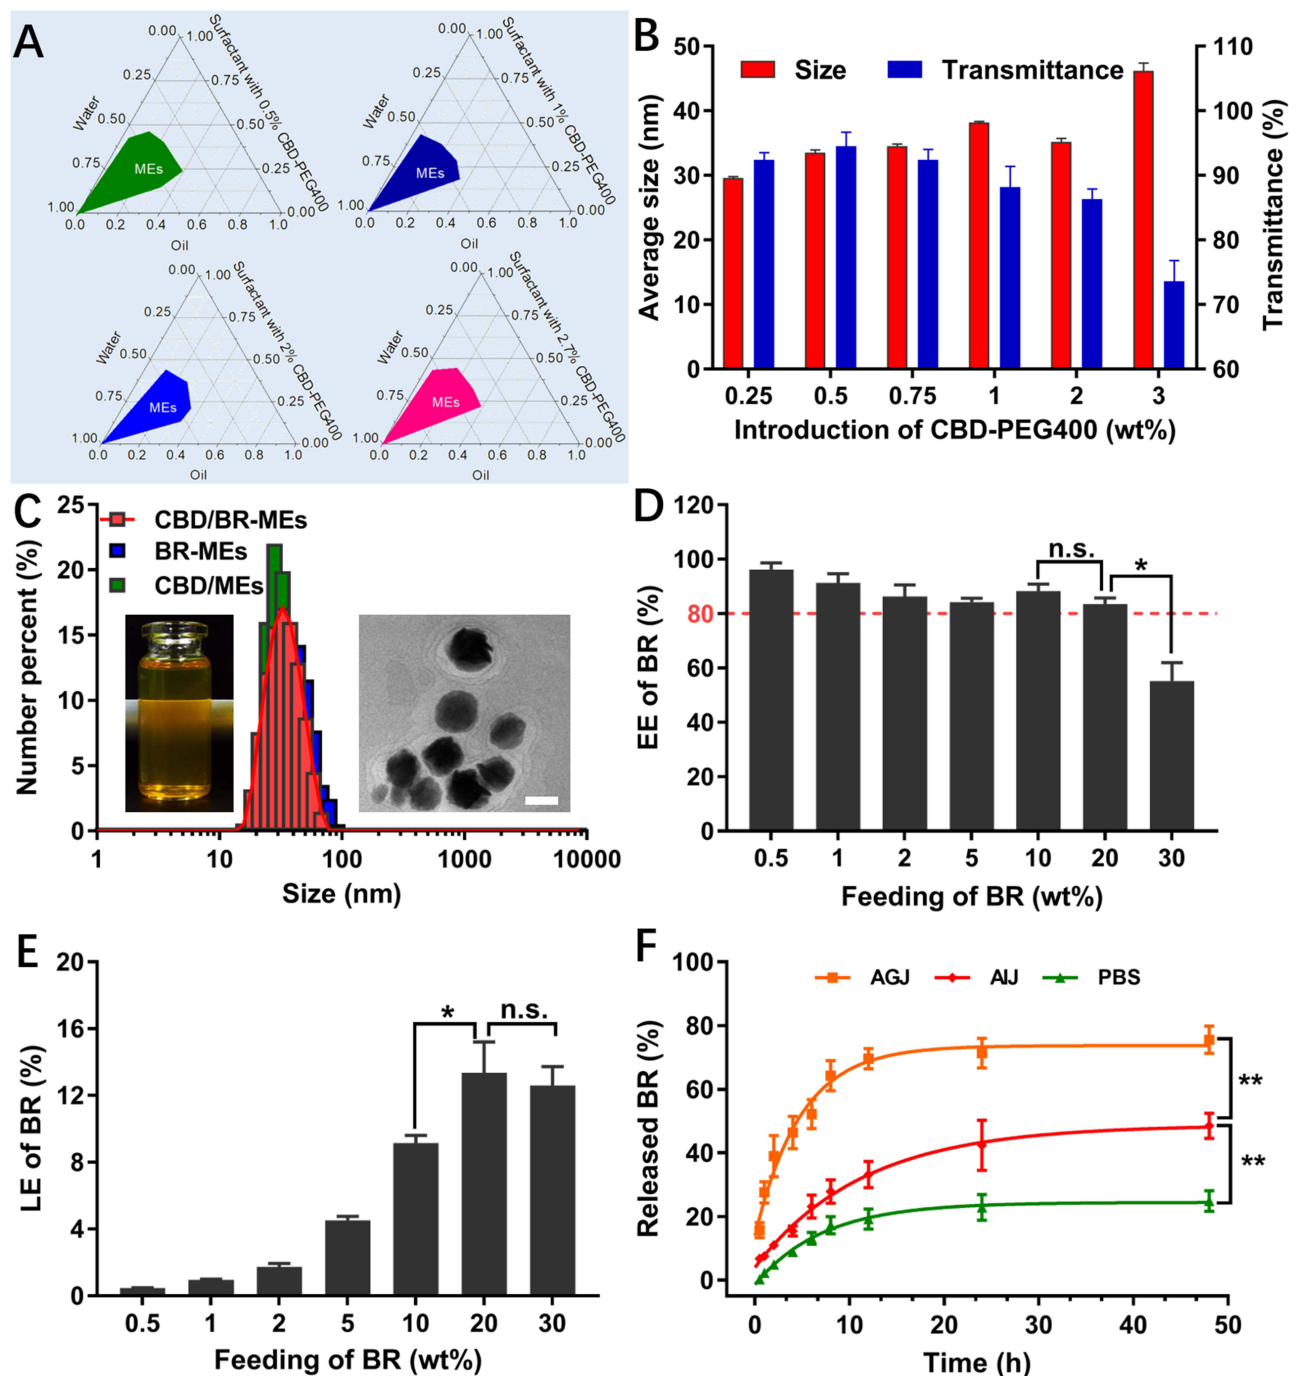 A
0.00 1.00
0.25 0.75
0.50 0.50
0.75 0.25
1.00 0.00
0.0 0.2 0.4 0.6 0.8 1.0
Water
Surfactant with 0.5% CBD-PEG400
MEs
Oil
0.00 1.00
0.25 0.75
0.50 0.50
0.75 0.25
1.00 0.00
0.0 0.2 0.4 0.6 0.8 1.0
Water
Surfactant with 1% CBD-PEG400
MEs
Oil
0.00 1.00
0.25 0.75
0.50 0.50
0.75 0.25
1.00 0.00
0.0 0.2 0.4 0.6 0.8 1.0
Water
Surfactant with 2% CBD-PEG400
MEs
Oil
0.00 1.00
0.25 0.75
0.50 0.50
0.75 0.25
1.00 0.00
0.0 0.2 0.4 0.6 0.8 1.0
Water
Surfactant with 2.7% CBD-PEG400
MEs
Oil
B
Size Transmittance
50
40
30
20
10
0
Average size (nm)
110
100
90
80
70
60
Transmittance (%)
0.25 0.5 0.75 1 2 3
Introduction of CBD-PEG400 (wt%)
C
CBD/BR-MEs
BR-MEs
CBD/MEs
25
20
15
10
5
0
Number percent (%)
1 10 100 1000 10000
Size (nm)
D
120
100
80
60
40
20
0
EE of BR (%)
n.s.
*
0.5 1 2 5 10 20 30
Feeding of BR (wt%)
E
20
16
12
8
4
0
LE of BR (%)
* n.s.
0.5 1 2 5 10 20 30
Feeding of BR (wt%)
F
AGJ AIJ PBS
100
80
60
40
20
0
Released BR (%)
**
**
0 10 20 30 40 50
Time (h)